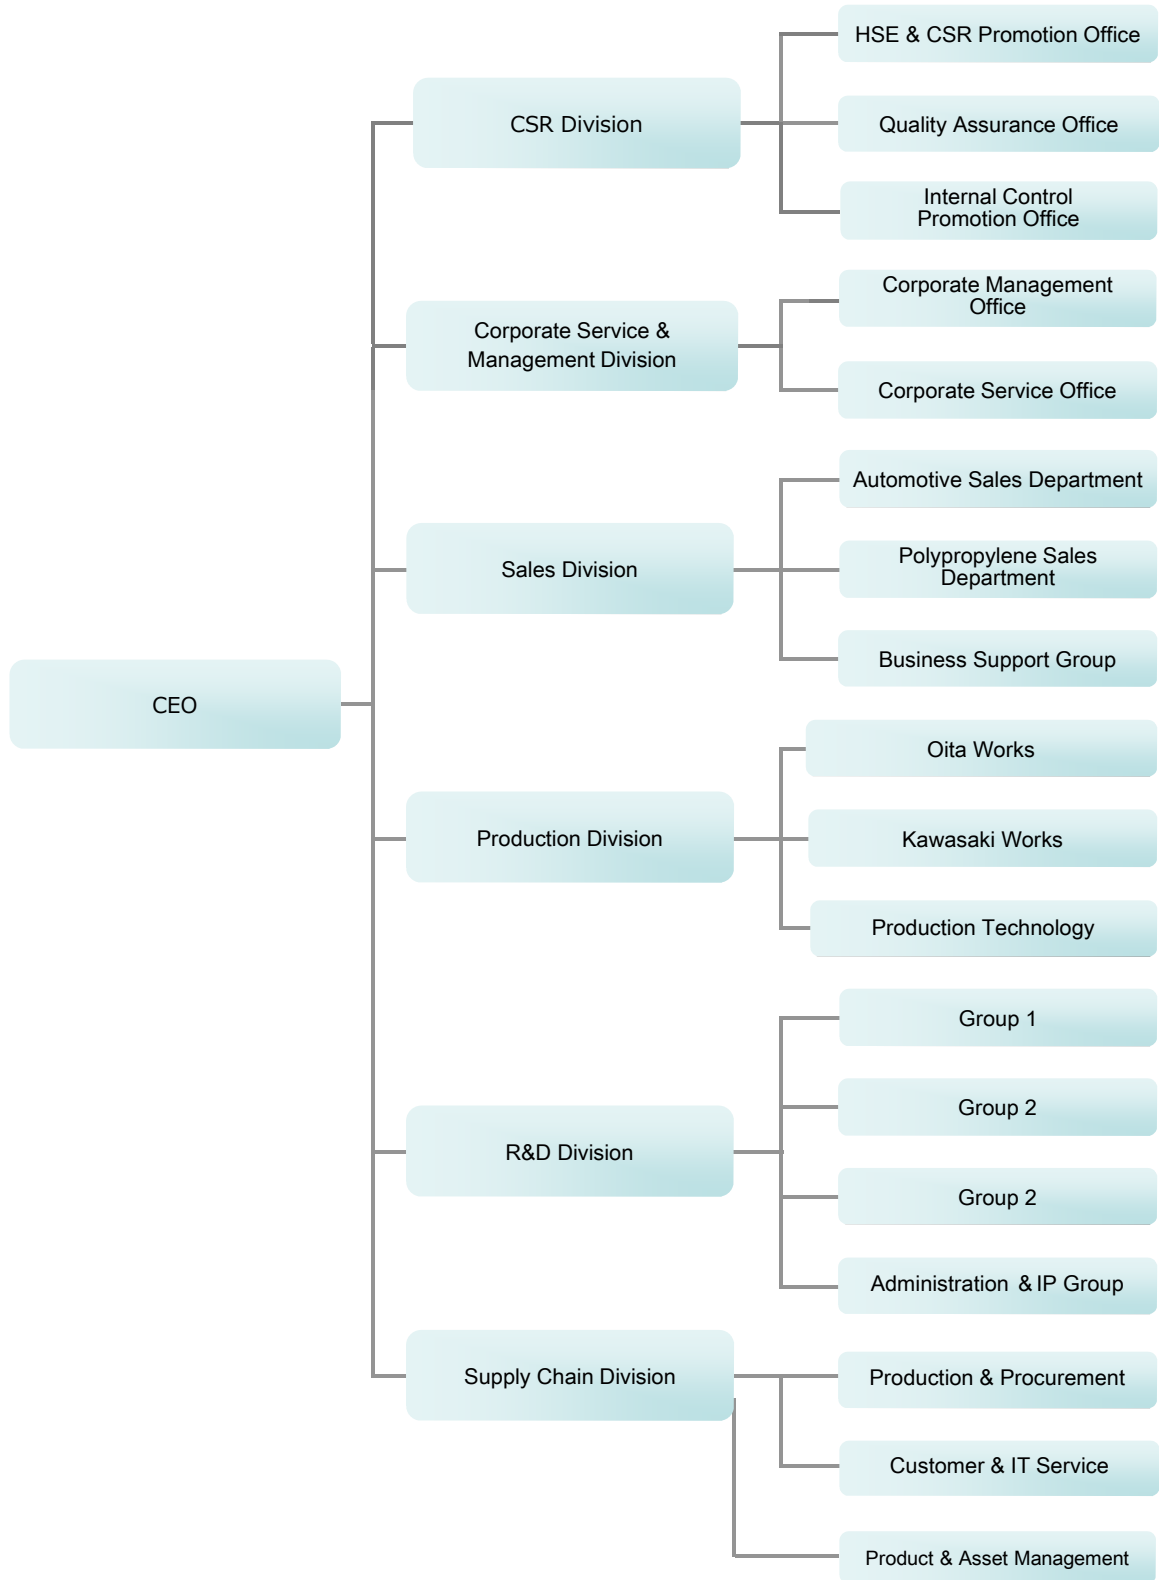 HSE & CSR Promotion Office
CSR Division
Quality Assurance Office
Internal Control
Promotion Office
Corporate Management
Office
Corporate Service &
Management Division
Corporate Service Office
Automotive Sales Department
Sales Division
Polypropylene Sales
Department
Business Support Group
CEO
Oita Works
Production Division
Kawasaki Works
Production Technology
Group 1
Group 2
R&D Division
Group 2
Administration & IP Group
Supply Chain Division
Production & Procurement
Customer & IT Service
Product & Asset Management